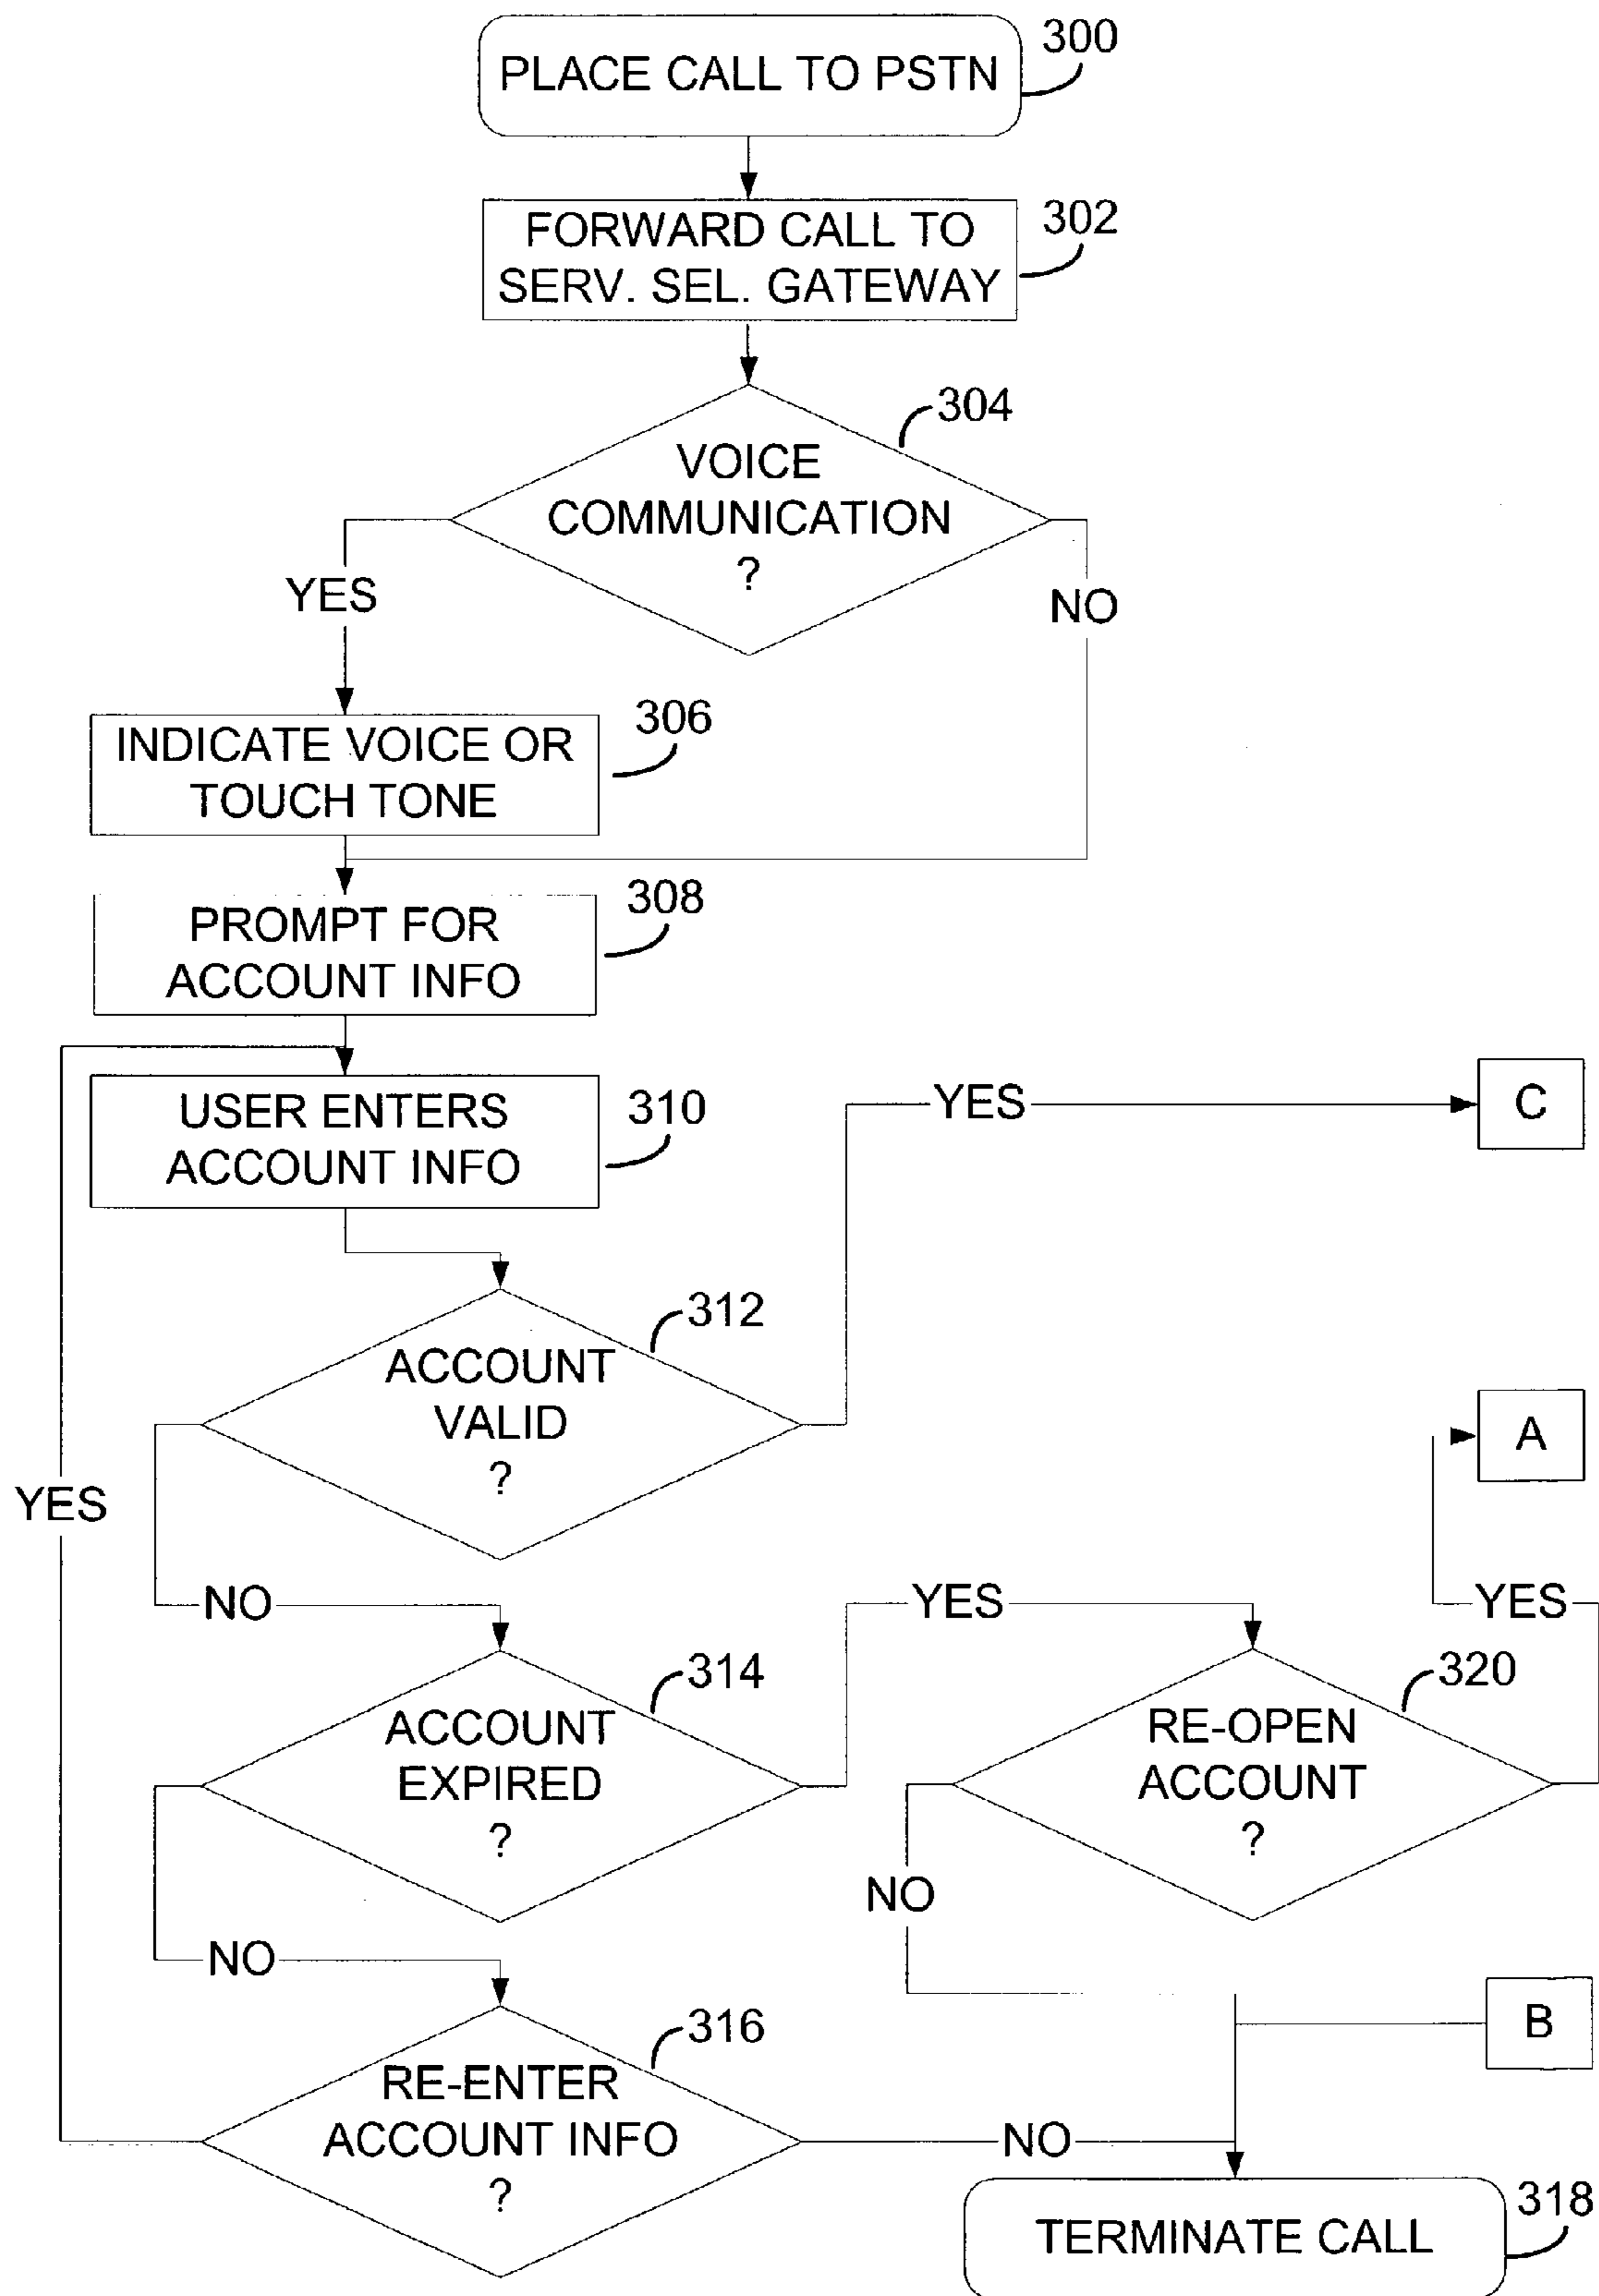 PLACE CALL TO PSTN
300
FORWARD CALL TO
SERV. SEL. GATEWAY
302
304
VOICE
COMMUNICATION
?
YES
NO
INDICATE VOICE OR
TOUCH TONE
306
PROMPT FOR
ACCOUNT INFO
308
USER ENTERS
ACCOUNT INFO
310
YES
C
312
ACCOUNT
VALID
?
A
YES
NO
YES
YES
314
ACCOUNT
EXPIRED
?
320
RE-OPEN
ACCOUNT
?
NO
NO
B
316
RE-ENTER
ACCOUNT INFO
?
NO
TERMINATE CALL
318